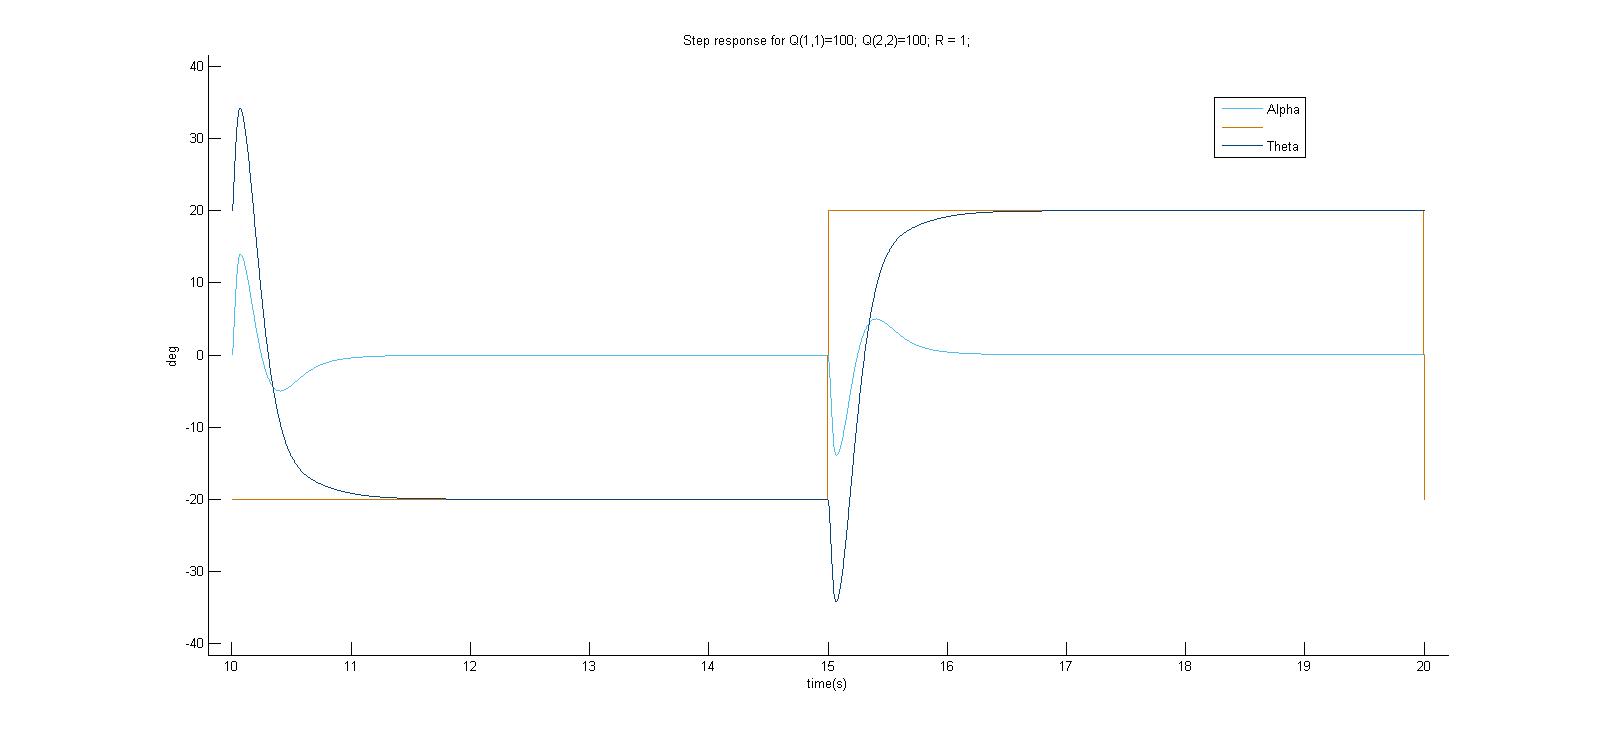 Step response for Q(1,1)=100; Q(2,2)=100; R = 1;
40
30
20
10
0
-10
-20
-30
-40
deg
Alpha
Theta
10 11 12 13 14 15 16 17 18 19 20
time(s)